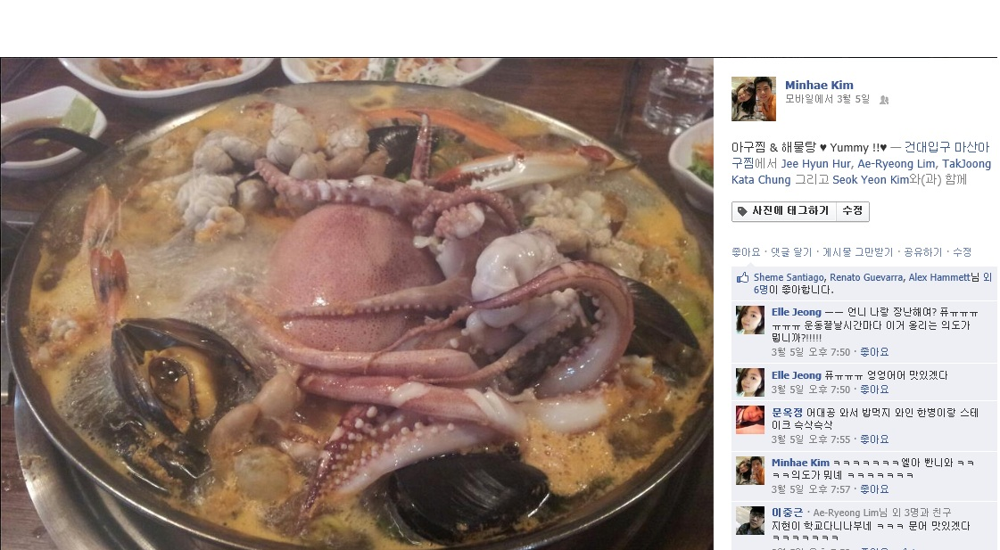 Minhae Kim
모바일에서 3월 5일
아구찜 & 해물탕 ♥ Yummy !!♥ — 건대입구 마산아
구찜에서 Jee Hyun Hur, Ae-Ryeong Lim, TakJoong
Kata Chung 그리고 Seok Yeon Kim와(과) 함께
사진에 태그하기 수정
좋아요 · 댓글 달기 · 게시물 그만받기 · 공유하기 · 수정
Sheme Santiago, Renato Guevarra, Alex Hammett님 외
6명이 좋아합니다.
Elle Jeong ㅡㅡ 언니 나랑 장난해여? 퓨ㅠㅠㅠ
ㅠㅠㅠ 운동끝날시간마다 이거 올리는 의도가
뭡니까?!!!!!
3월 5일 오후 7:50 · 좋아요
Elle Jeong 퓨ㅠㅠㅠ 엉엉어어 맛있겠다
3월 5일 오후 7:50 · 좋아요
문옥정 어대공 와서 밥먹지 와인 한병이랑 스테
이크 슥삭슥삭
3월 5일 오후 7:55 · 좋아요
Minhae Kim ㅋㅋㅋㅋㅋㅋㅋ엘아 빤니와 ㅋㅋ
ㅋㅋ의도가 뭐네 ㅋㅋㅋㅋㅋㅋㅋ
3월 5일 오후 7:57 · 좋아요
이중근 · Ae-Ryeong Lim님 외 3명과 친구
지현이 학교다니나부네 ㅋㅋㅋ 문어 맛있겠다
ㅋㅋㅋㅋㅋㅋㅋ